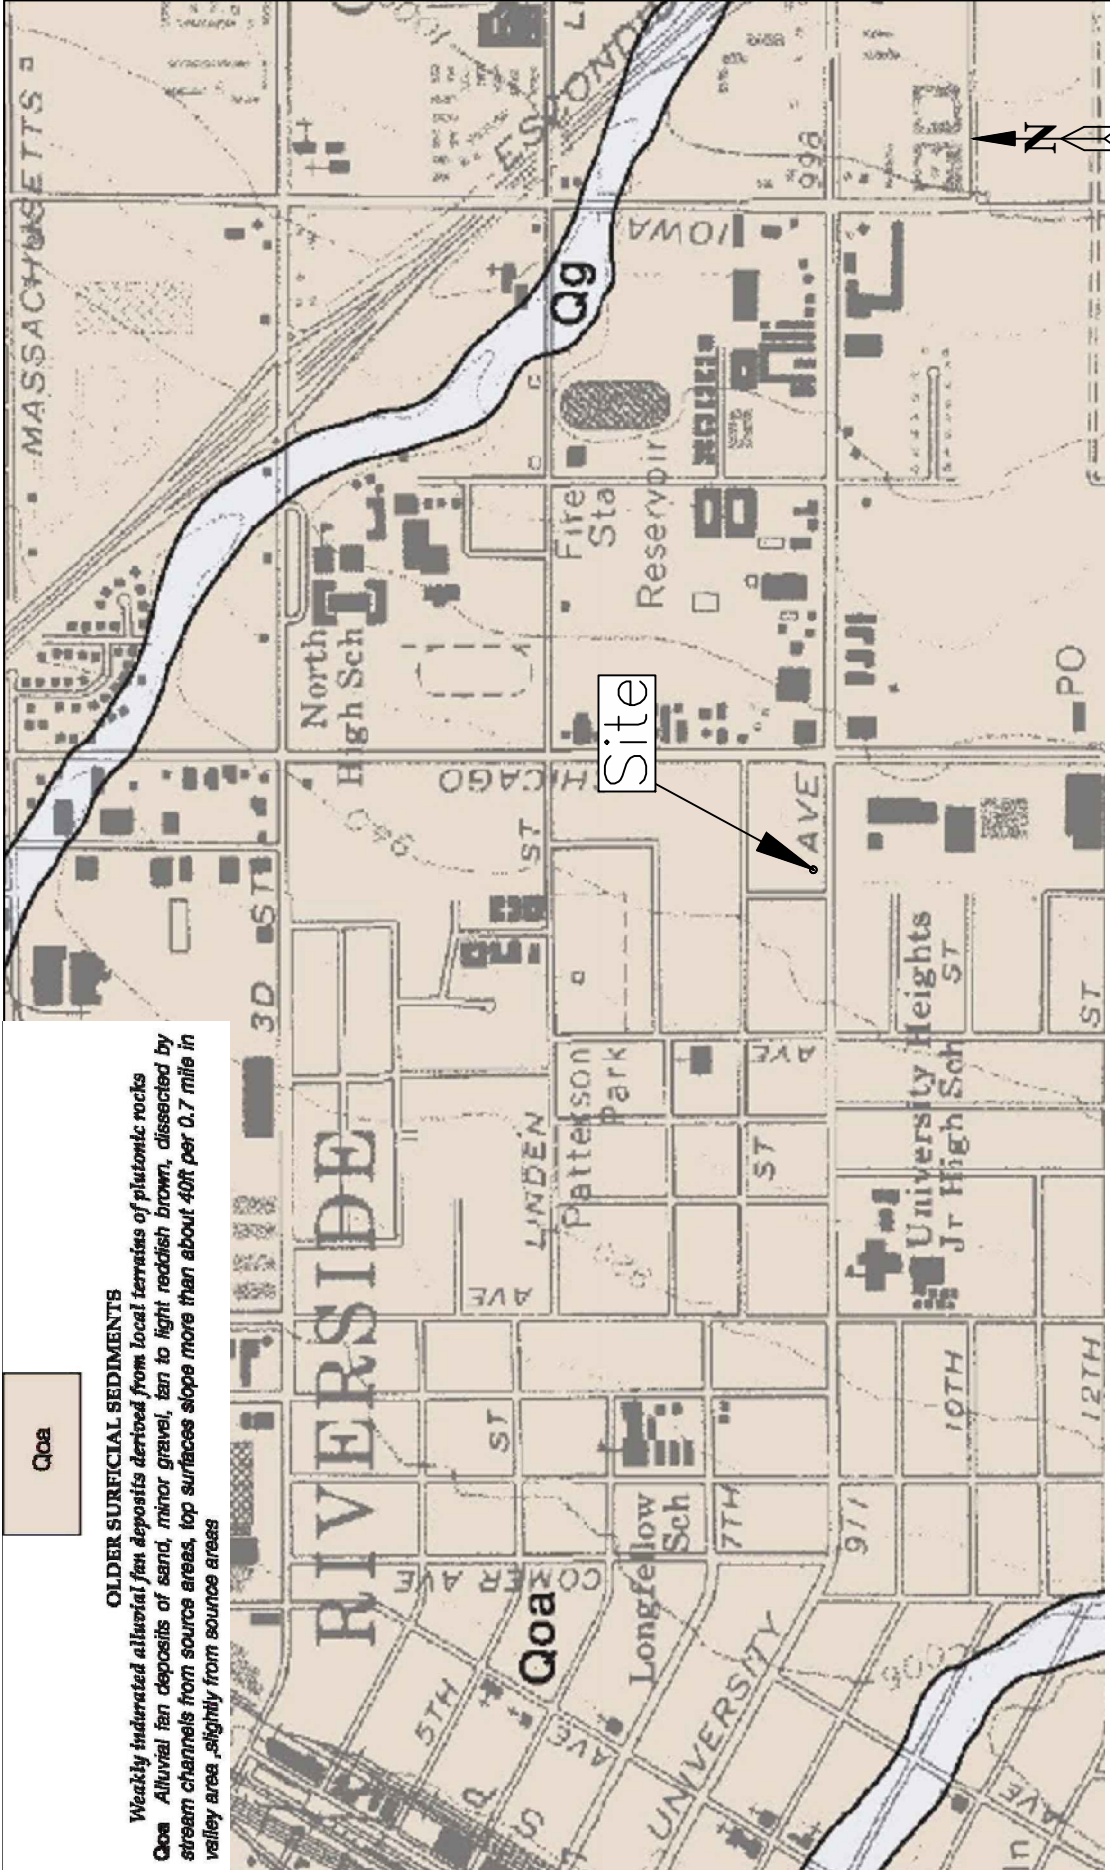 Qoa
OLDER SURFICIAL SEDIMENTS
Weakly indurated alluvial fan deposits derived from local terrains of plutonic rocks
Qoa Alluvial fan deposits of sand, minor gravel, tan to light reddish brown, dissected by
stream channels from source areas, top surfaces slope more than about 40ft per 0.7 mile in
valley area ,slightly from source areas
MASSACHUSETTS
3D ST
RIVERSIDE
North
High Sch
CHICAGO
940
ST
LINDEN
AVE
ST
5TH
COMER AVE
Qoa
Qg
IOWA
Fire
Sta
Reservoir
Site
Patterson
Park
Longfellow
Sch
7TH
AVE
UNIVERSITY
AVE
ST
AVE
N
PO
University Heights
Jr High Sch
ST
ST
9TH
10TH
12TH
AVE